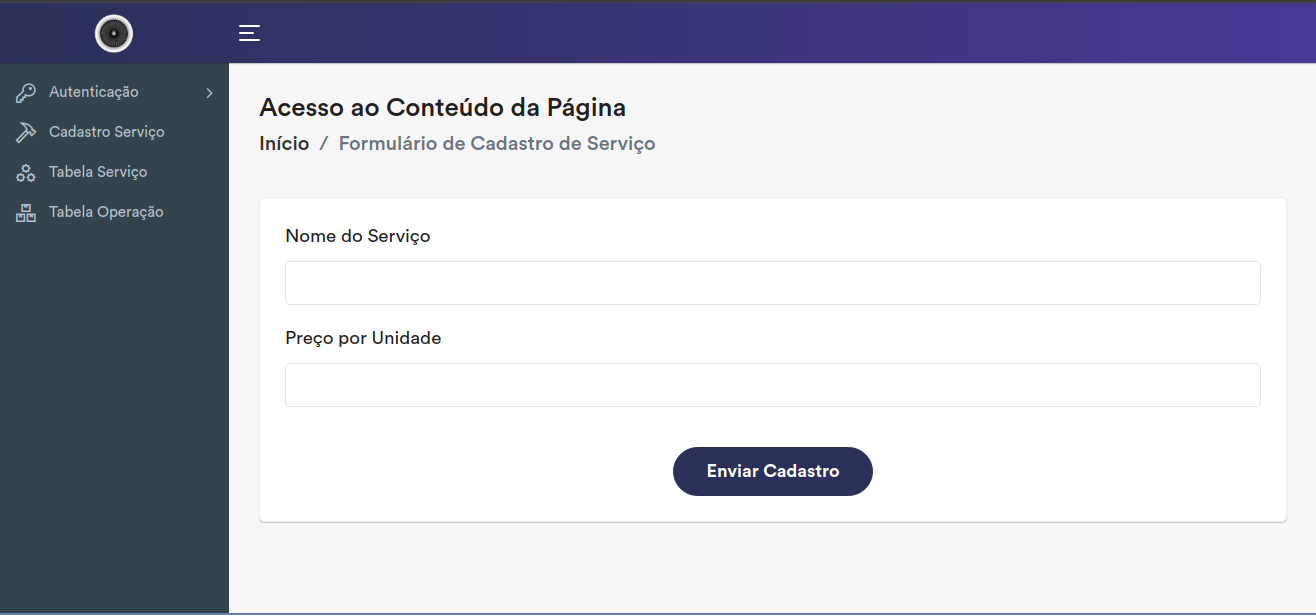 Autenticação
Cadastro Serviço
Tabela Serviço
Tabela Operação
Acesso ao Conteúdo da Página
Início / Formulário de Cadastro de Serviço
Nome do Serviço
Preço por Unidade
Enviar Cadastro